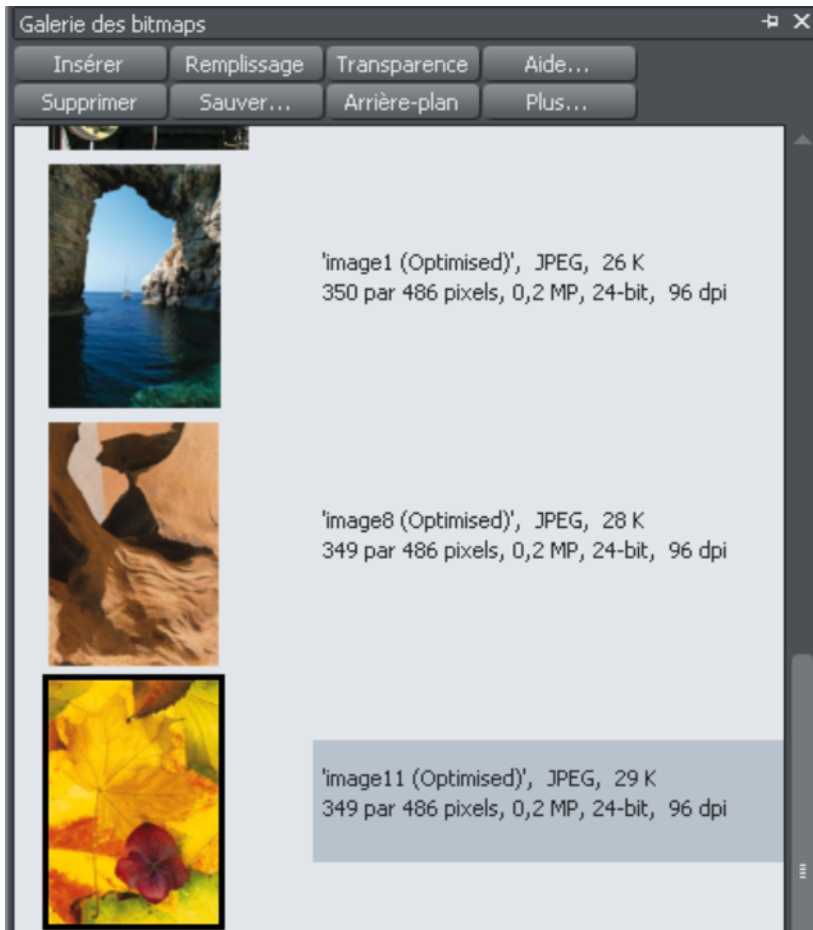 Galerie des bitmaps
Insérer Remplissage Transparence Aide...
Supprimer Sauver... Arrière-plan Plus...
'image1 (Optimised)', JPEG, 26 K
350 par 486 pixels, 0,2 MP, 24-bit, 96 dpi
'image8 (Optimised)', JPEG, 28 K
349 par 486 pixels, 0,2 MP, 24-bit, 96 dpi
'image11 (Optimised)', JPEG, 29 K
349 par 486 pixels, 0,2 MP, 24-bit, 96 dpi